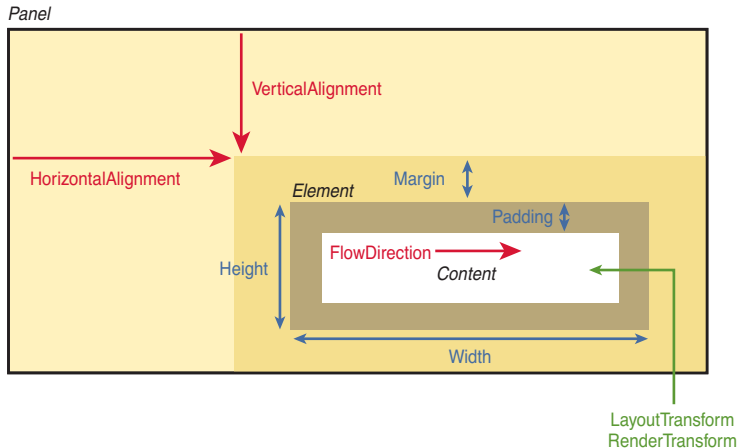 Panel
VerticalAlignment
HorizontalAlignment
Margin
Element
Padding
FlowDirection
Height
Content
Width
LayoutTransform
RenderTransform